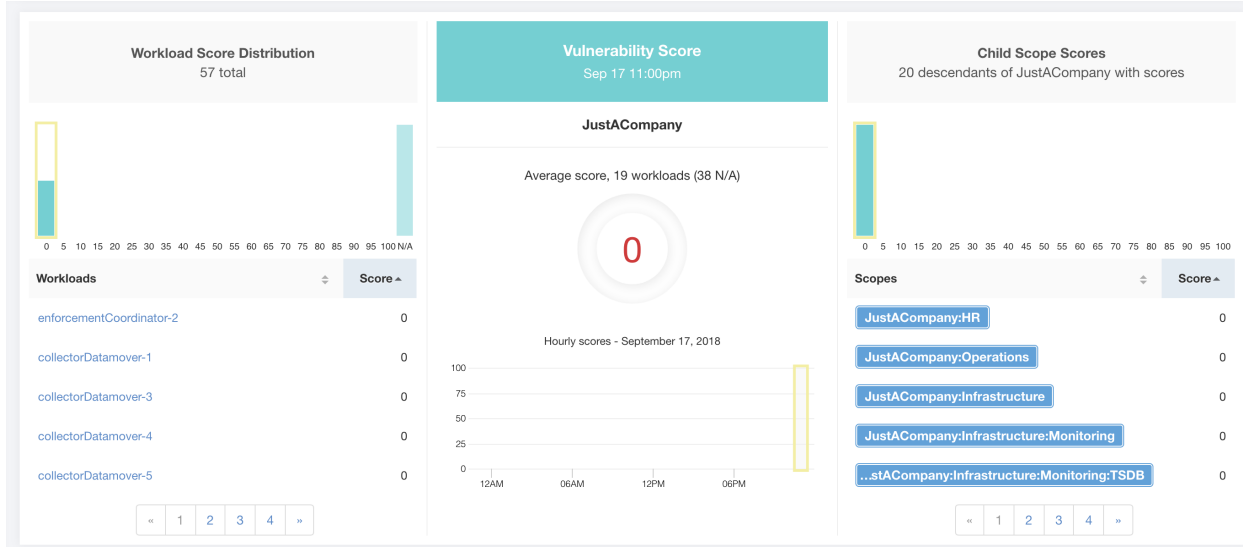 Workload Score Distribution
57 total
0 5 10 15 20 25 30 35 40 45 50 55 60 65 70 75 80 85 90 95 100 N/A
Workloads Score
enforcementCoordinator-2 0
collectorDatamover-1 0
collectorDatamover-3 0
collectorDatamover-4 0
collectorDatamover-5 0
« 1 2 3 4 »
Vulnerability Score
Sep 17 11:00pm
JustACompany
Average score, 19 workloads (38 N/A)
0
Hourly scores - September 17, 2018
100
75
50
25
0
12AM 06AM 12PM 06PM
Child Scope Scores
20 descendants of JustACompany with scores
0 5 10 15 20 25 30 35 40 45 50 55 60 65 70 75 80 85 90 95 100
Scopes Score
JustACompany:HR 0
JustACompany:Operations 0
JustACompany:Infrastructure 0
JustACompany:Infrastructure:Monitoring 0
...stACompany:Infrastructure:Monitoring:TSDB 0
« 1 2 3 4 »